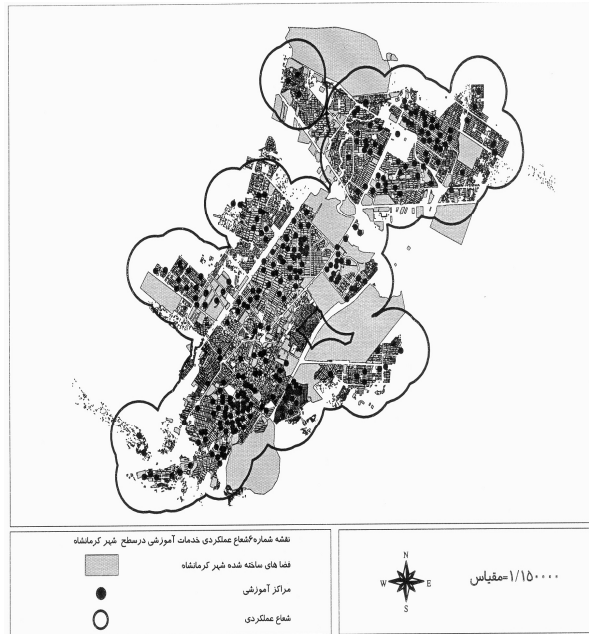 نقشه شماره۶شعاع عملکردی خدمات آموزشی درسطح شهر کرمانشاه
فضا های ساخته شده شهر کرمانشاه
مراکز آموزشی
شعاع عملکردی
N
W E
S
مقیاس=۱/۱۵۰۰۰۰